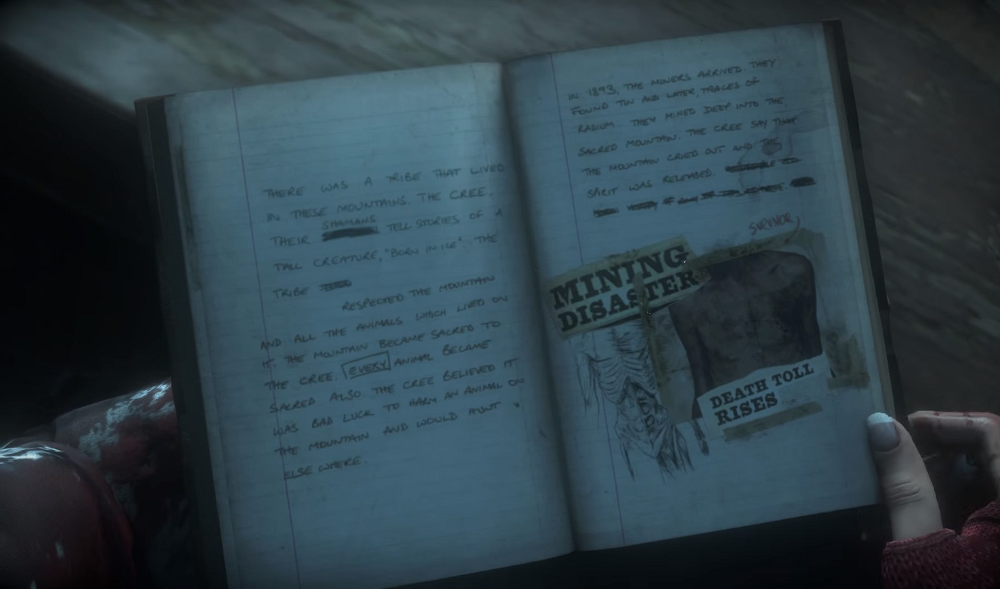 THERE WAS A TRIBE THAT LIVED
IN THESE MOUNTAINS. THE CREE.
SHAMANS
THEIR TELL STORIES OF A
TALL CREATURE, "BORN IN ICE". THE
TRIBE
RESPECTED THE MOUNTAIN
AND ALL THE ANIMALS WHICH LIVED ON
IT. THE MOUNTAIN BECAME SACRED TO
THE CREE. EVERY ANIMAL BECAME
SACRED ALSO. THE CREE BELIEVED IT
WAS BAD LUCK TO HARM AN ANIMAL ON
THE MOUNTAIN AND WOULD HUNT
ELSE WHERE.
IN 1893, THE MINERS ARRIVED. THEY
FOUND TIN AND LATER, TRACES OF
RADIUM. THEY MINED DEEP INTO THE
SACRED MOUNTAIN. THE CREE SAY THAT
THE MOUNTAIN CRIED OUT AND THE
SPIRIT WAS RELEASED.
SURVIVOR
MINING
DISASTER
DEATH TOLL
RISES